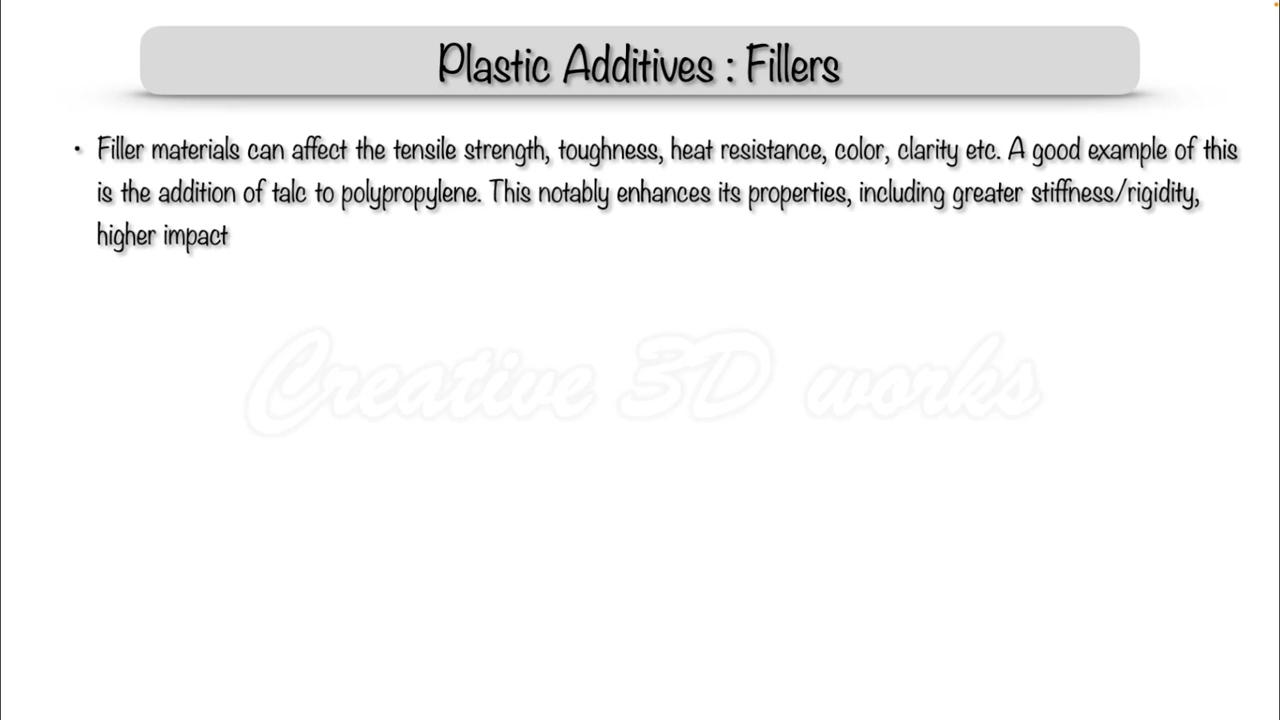 Plastic Additives : Fillers
• Filler materials can affect the tensile strength, toughness, heat resistance, color, clarity etc. A good example of this
is the addition of talc to polypropylene. This notably enhances its properties, including greater stiffness/rigidity,
higher impact
Creative 3D works